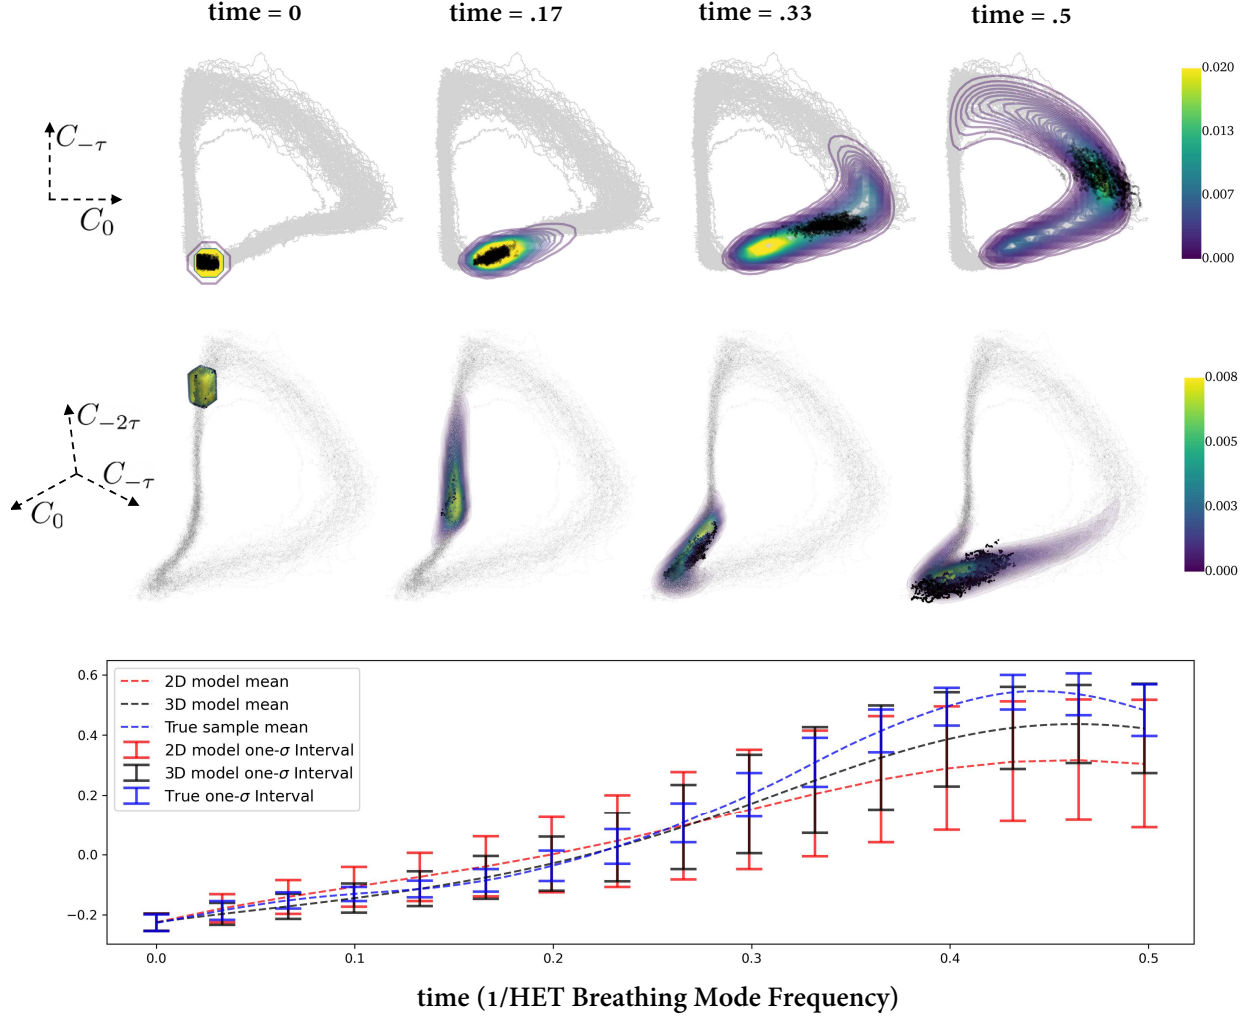 time = 0 time = .17 time = .33 time = .5
0.020
0.013
0.007
0.000
C₋τ
C₀
0.008
0.005
0.003
0.000
C₋₂τ
C₋τ
C₀
0.6
0.4
0.2
0.0
−0.2
2D model mean
3D model mean
True sample mean
2D model one-σ Interval
3D model one-σ Interval
True one-σ Interval
0.0 0.1 0.2 0.3 0.4 0.5
time (1/HET Breathing Mode Frequency)